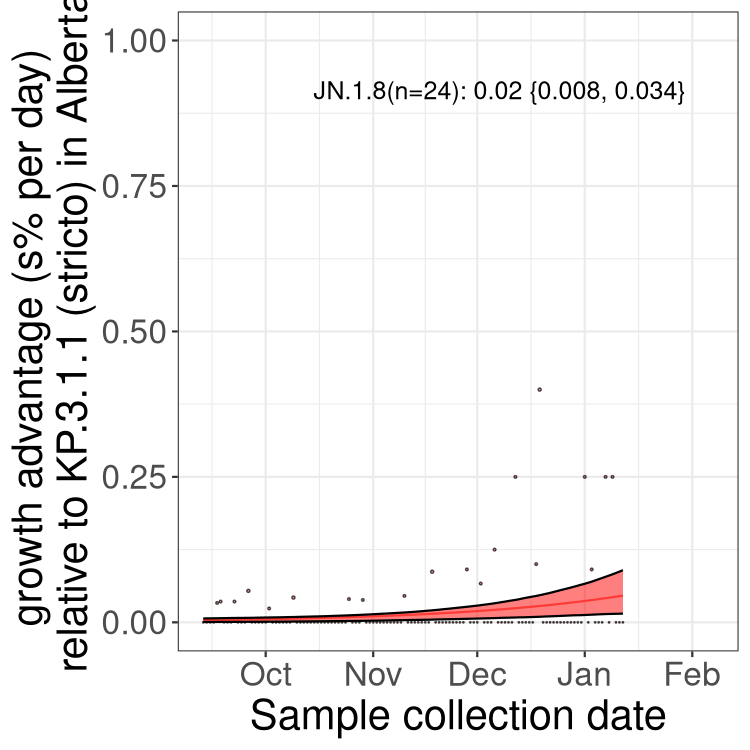 growth advantage (s% per day)
relative to KP.3.1.1 (stricto) in Alberta
1.00
0.75
0.50
0.25
0.00
JN.1.8(n=24): 0.02 {0.008, 0.034}
Oct Nov Dec Jan Feb
Sample collection date